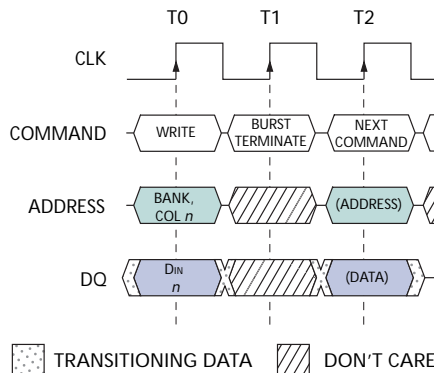 T0 T1 T2
CLK
COMMAND WRITE BURST TERMINATE NEXT COMMAND
ADDRESS BANK, COL n (ADDRESS)
DQ DIN n (DATA)
TRANSITIONING DATA DON'T CARE